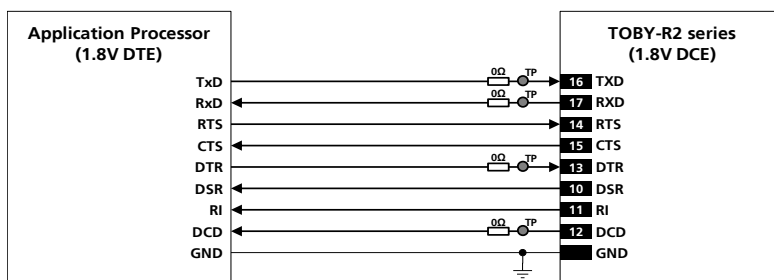 Application Processor
(1.8V DTE)
TOBY-R2 series
(1.8V DCE)
TxD 0Ω TP 16 TXD
RxD 0Ω TP 17 RXD
RTS 14 RTS
CTS 15 CTS
DTR 0Ω TP 13 DTR
DSR 10 DSR
RI 11 RI
DCD 0Ω TP 12 DCD
GND GND